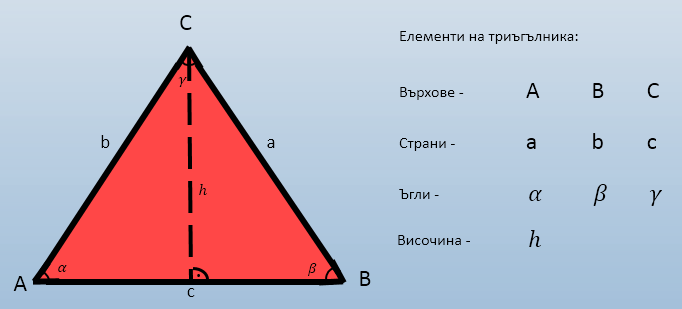 C
γ
b
a
h
A
α
β
B
c
Елементи на триъгълника:
Върхове - A B C
Страни - a b c
Ъгли - α β γ
Височина - h